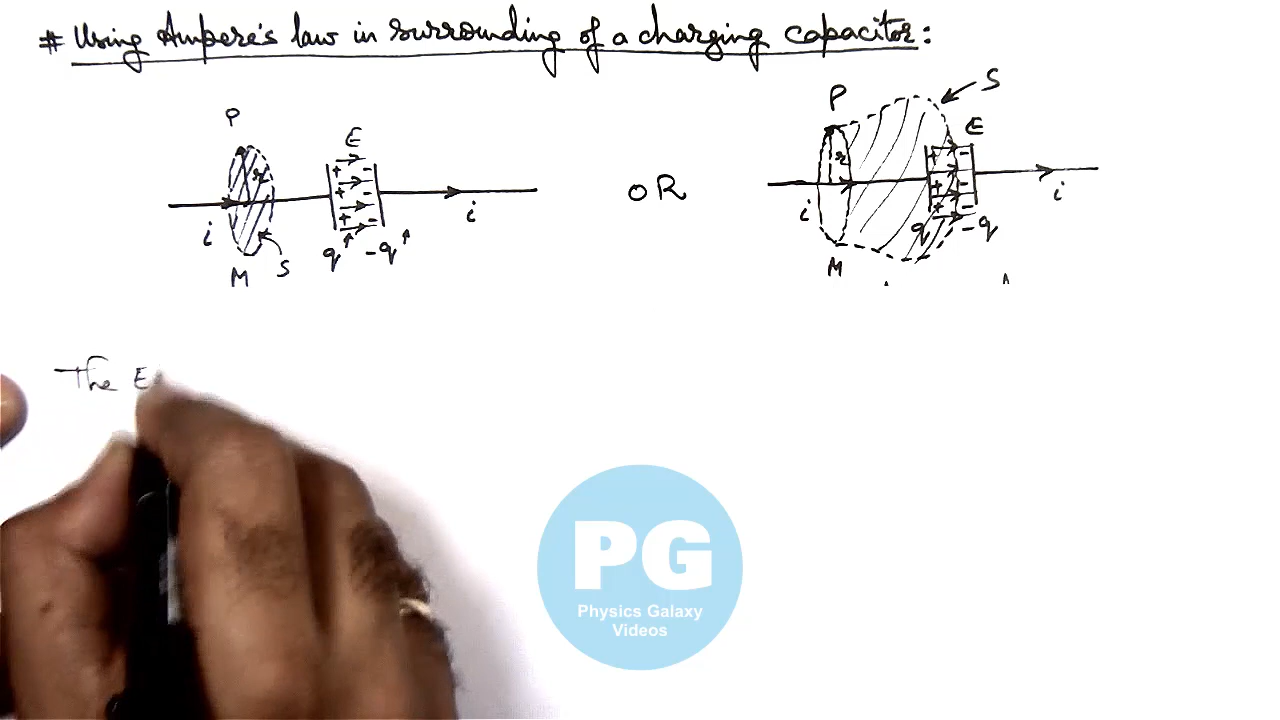 # Using Ampere's law in surrounding of a charging capacitor:
P
r
E
+ -
+ -
+ -
+ -
i
i
q
-q
M
S
OR
P
S
r
E
+ -
+ -
+ -
+ -
i
i
q
-q
M
The
PG
Physics Galaxy
Videos